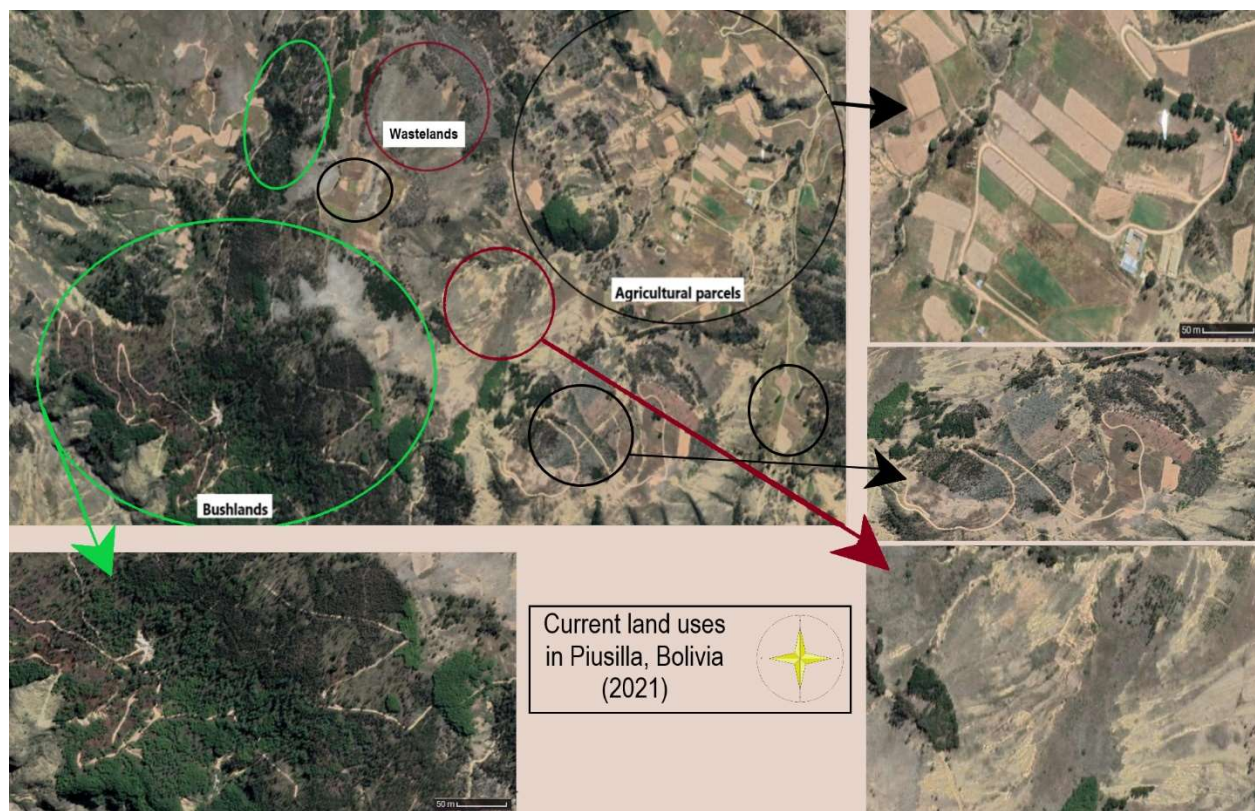 Wastelands
Agricultural parcels
50 m
Bushlands
Current land uses
in Piusilla, Bolivia
(2021)
50 m